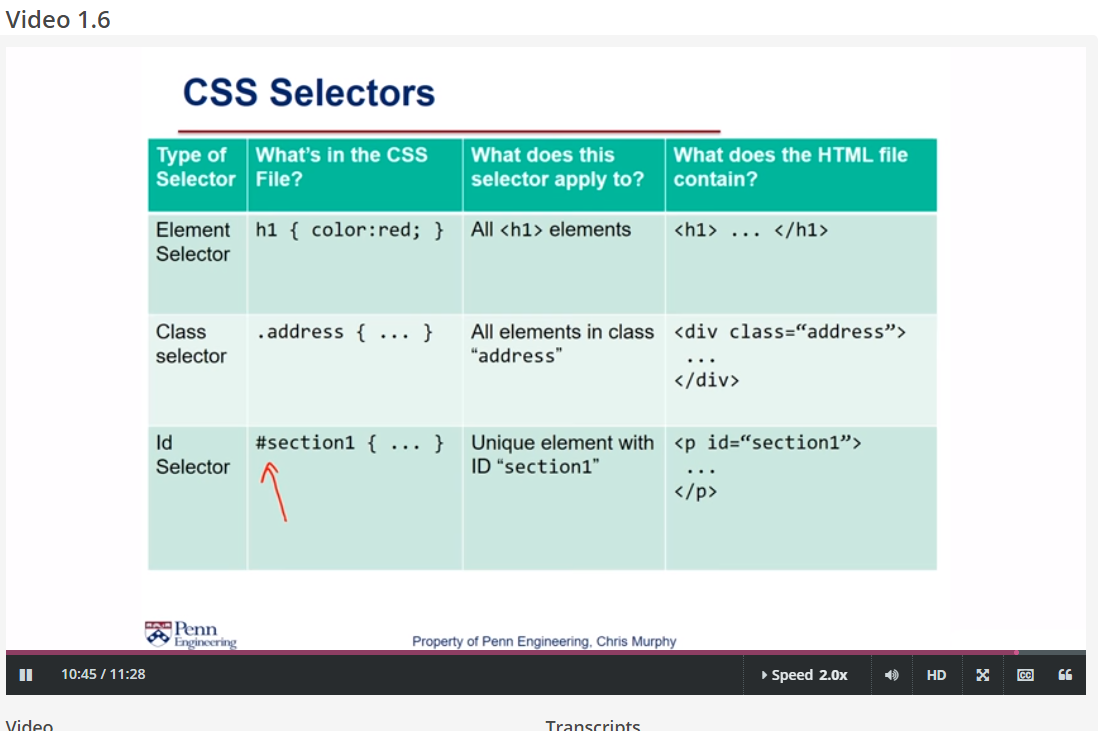 Video 1.6
CSS Selectors
Type of
Selector
What's in the CSS
File?
What does this
selector apply to?
What does the HTML file
contain?
Element
Selector
h1 { color:red; }
All <h1> elements
<h1> ... </h1>
Class
selector
.address { ... }
All elements in class
“address”
<div class=“address”>
...
</div>
Id
Selector
#section1 { ... }
Unique element with
ID “section1”
<p id=“section1”>
...
</p>
Penn
Engineering
Property of Penn Engineering, Chris Murphy
10:45 / 11:28
Speed 2.0x
HD
CC
Video
Transcripts